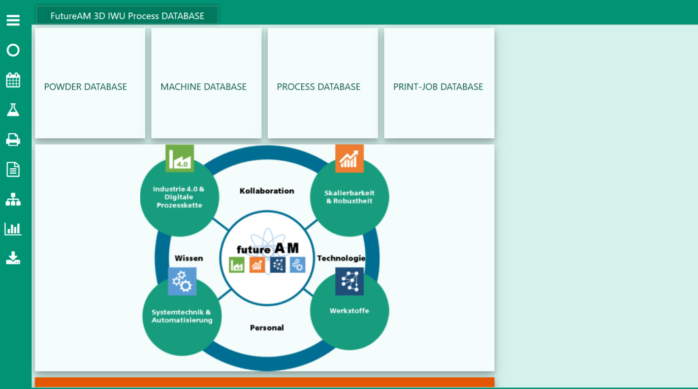 FutureAM 3D IWU Process DATABASE
POWDER DATABASE
MACHINE DATABASE
PROCESS DATABASE
PRINT-JOB DATABASE
4.0
Industrie 4.0 &
Digitale
Prozesskette
Kollaboration
Skalierbarkeit
& Robustheit
Wissen
future AM
Technologie
Systemtechnik &
Automatisierung
Personal
Werkstoffe